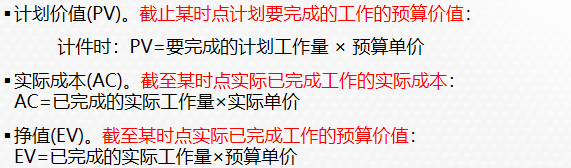 ▪计划价值(PV)。截止某时点计划要完成的工作的预算价值：
计件时：PV=要完成的计划工作量 × 预算单价
▪实际成本(AC)。截至某时点实际已完成工作的实际成本：
AC=已完成的实际工作量×实际单价
▪挣值(EV)。截至某时点实际已完成工作的预算价值：
EV=已完成的实际工作量×预算单价